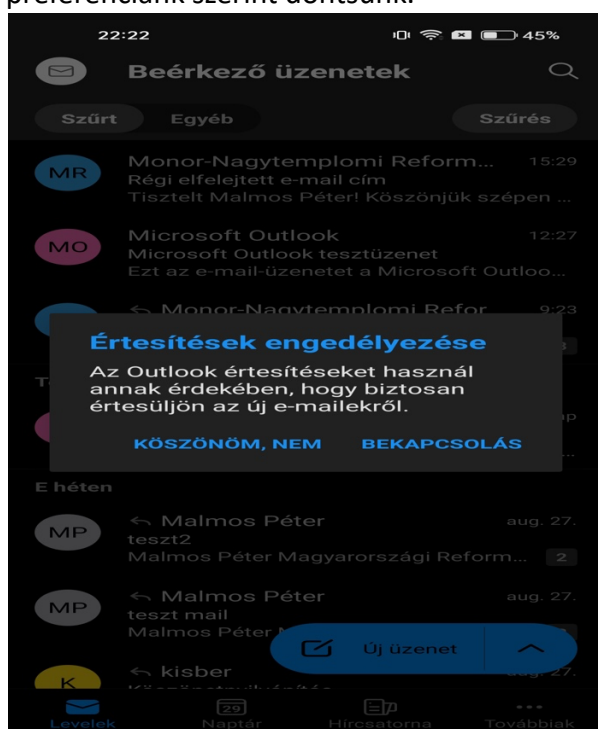 22:22 45%
Beérkező üzenetek
Szűrt Egyéb Szűrés
MR Monor-Nagytemplomi Reform... 15:29
Régi elfelejtett e-mail cím
Tisztelt Malmos Péter! Köszönjük szépen ...
MO Microsoft Outlook 12:27
Microsoft Outlook tesztüzenet
Ezt az e-mail-üzenetet a Microsoft Outloo...
Monor-Nagytemplomi Refor 9:23
Értesítések engedélyezése
Az Outlook értesítéseket használ
annak érdekében, hogy biztosan
értesüljön az új e-mailekről.
KÖSZÖNÖM, NEM BEKAPCSOLÁS
E héten
MP Malmos Péter aug. 27.
teszt2
Malmos Péter Magyarországi Reform... 2
MP Malmos Péter aug. 27.
teszt mail
Malmos Péter
Új üzenet
K kisber aug. 27.
29
Levelek Naptár Hírcsatorna Továbbiak